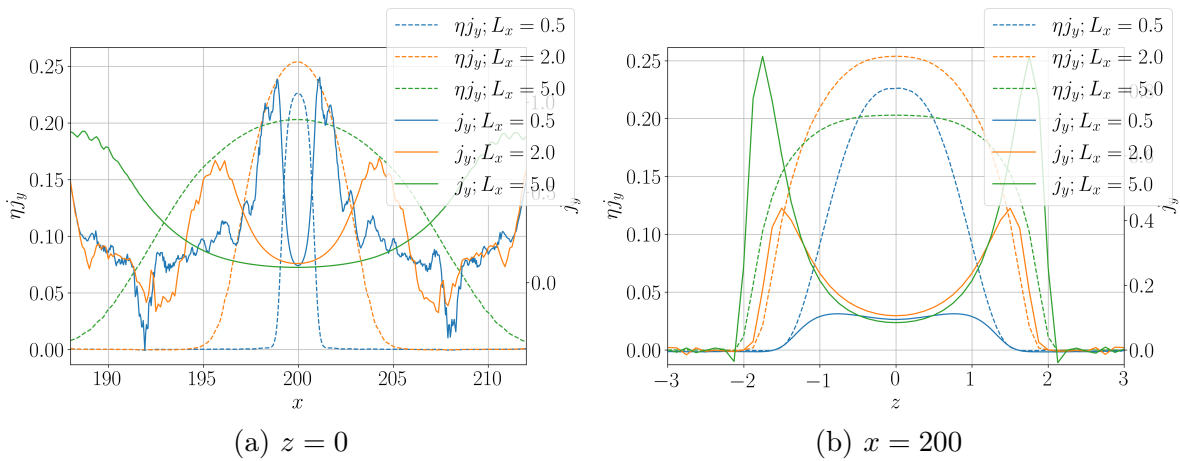 ηj_y; L_x = 0.5
ηj_y; L_x = 2.0
ηj_y; L_x = 5.0
j_y; L_x = 0.5
j_y; L_x = 2.0
j_y; L_x = 5.0
0.25
0.20
0.15
0.10
0.05
0.00
ηj_y
1.0
0.5
0.0
j_y
190
195
200
205
210
x
(a) z = 0
ηj_y; L_x = 0.5
ηj_y; L_x = 2.0
ηj_y; L_x = 5.0
j_y; L_x = 0.5
j_y; L_x = 2.0
j_y; L_x = 5.0
0.25
0.20
0.15
0.10
0.05
0.00
ηj_y
0.4
0.2
0.0
j_y
−3
−2
−1
0
1
2
3
z
(b) x = 200